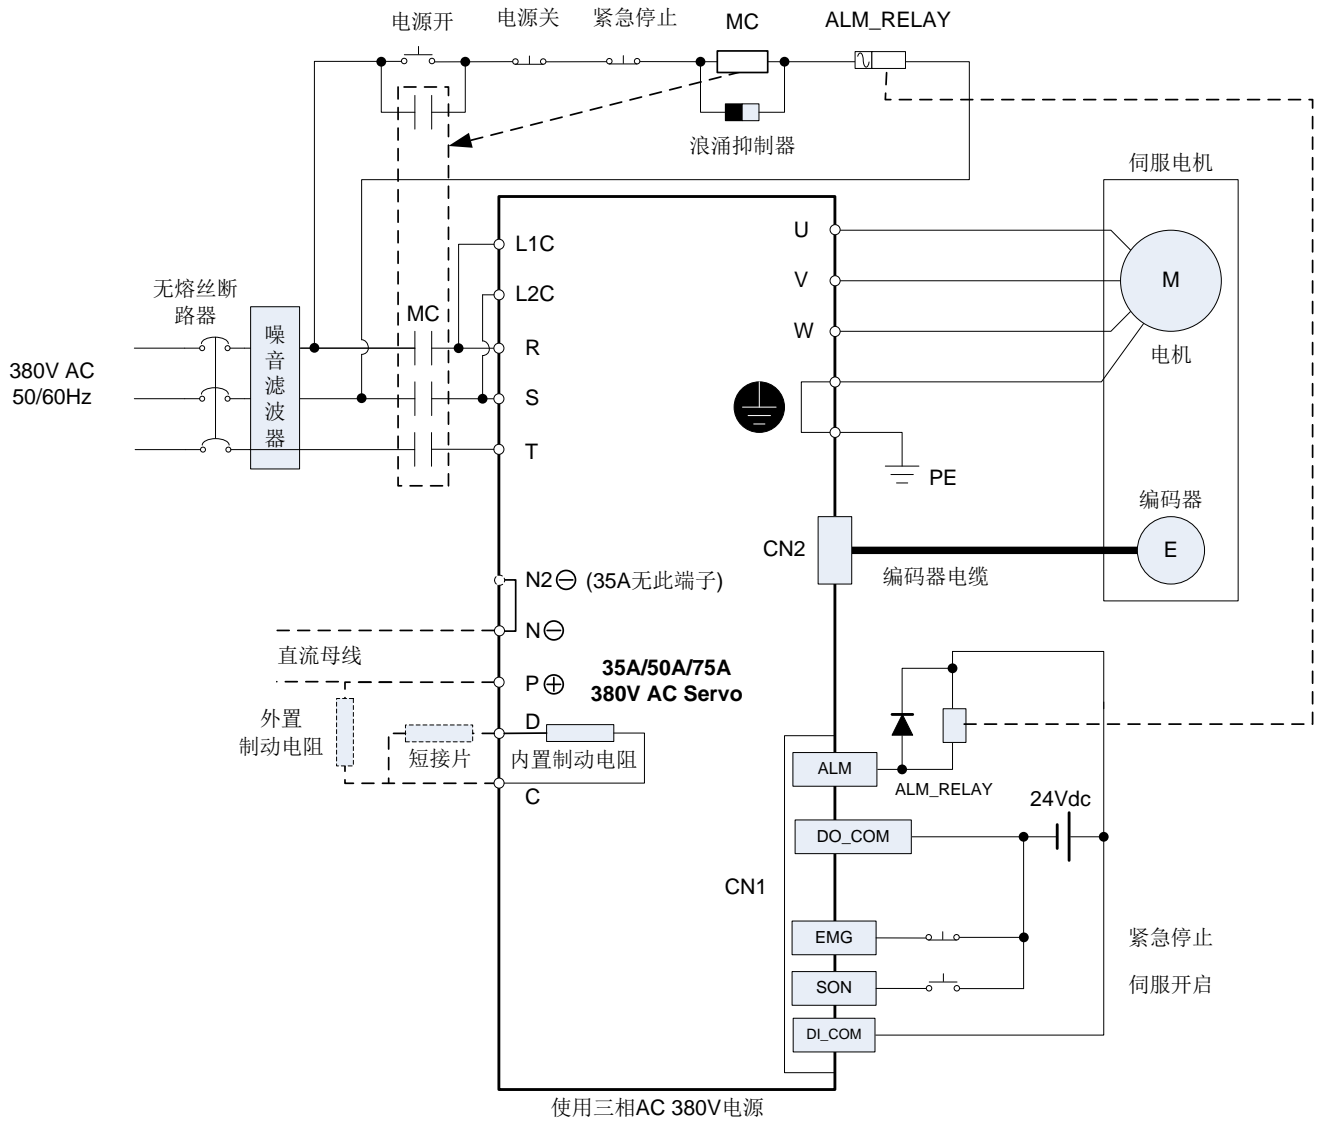 电源开
电源关
紧急停止
MC
ALM_RELAY
浪涌抑制器
伺服电机
U
L1C
V
M
无熔丝断
路器
L2C
MC
噪音滤波器
W
R
电机
380V AC
50/60Hz
S
T
PE
编码器
CN2
E
编码器电缆
N2 (35A无此端子)
N
直流母线
35A/50A/75A
380V AC Servo
P
外置
制动电阻
D
短接片
内置制动电阻
C
ALM
ALM_RELAY
24Vdc
DO_COM
CN1
EMG
紧急停止
SON
伺服开启
DI_COM
使用三相AC 380V电源